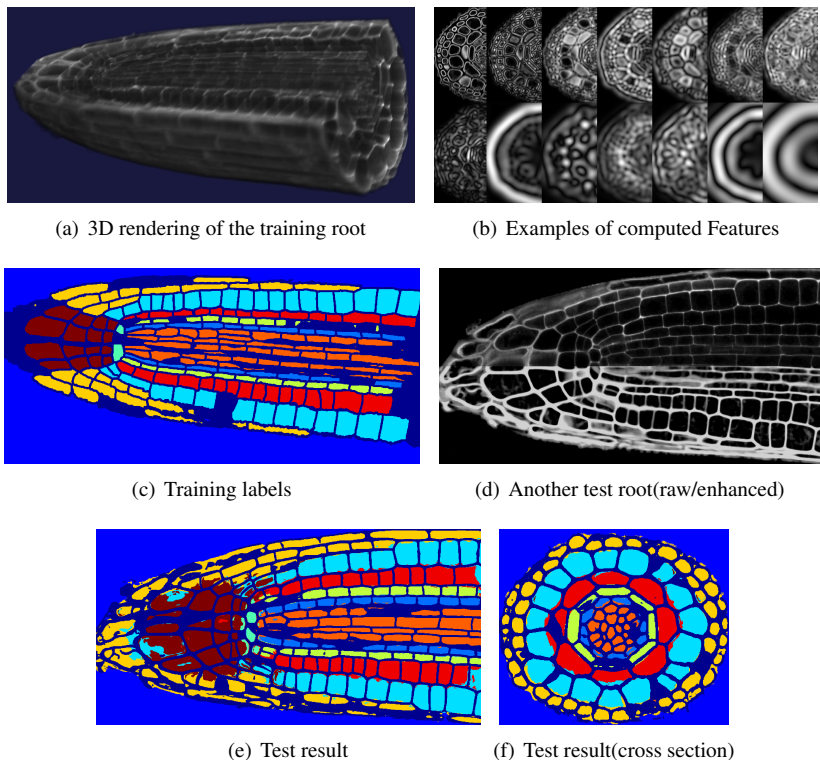 (a) 3D rendering of the training root
(b) Examples of computed Features
(c) Training labels
(d) Another test root(raw/enhanced)
(e) Test result
(f) Test result(cross section)